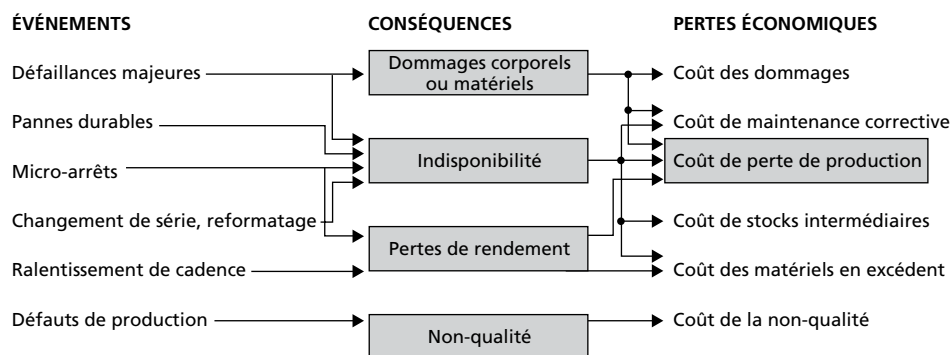 ÉVÉNEMENTS
CONSÉQUENCES
PERTES ÉCONOMIQUES
Défaillances majeures
Dommages corporels
ou matériels
Coût des dommages
Pannes durables
Coût de maintenance corrective
Indisponibilité
Coût de perte de production
Micro-arrêts
Changement de série, reformatage
Coût de stocks intermédiaires
Pertes de rendement
Ralentissement de cadence
Coût des matériels en excédent
Défauts de production
Non-qualité
Coût de la non-qualité